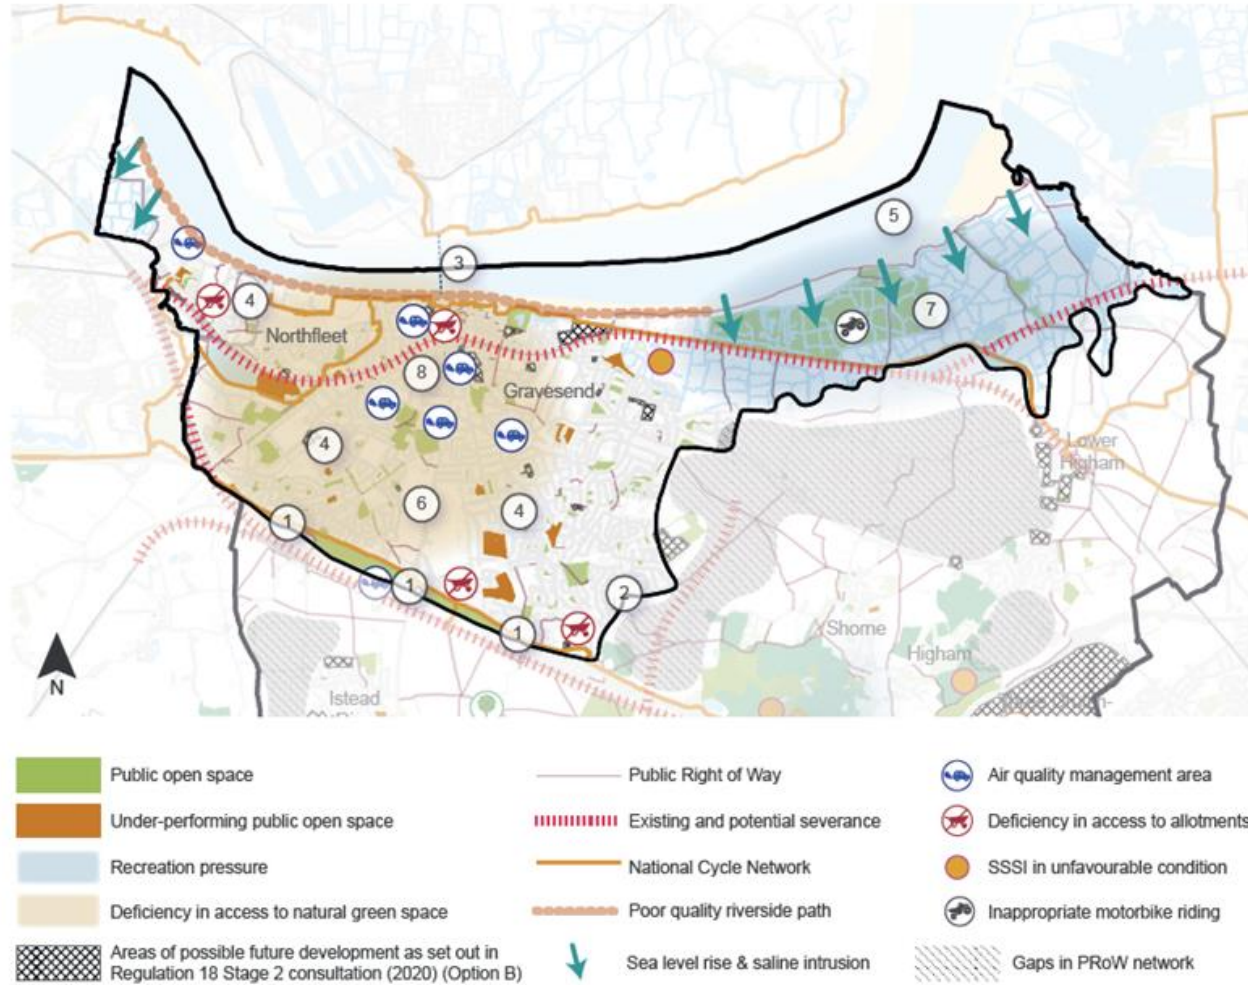 5
3
4
7
Northfleet
8
Gravesend
4
Lower
Higham
6
4
1
1
2
1
Shorne
Higham
N
Istead
Public open space
Public Right of Way
Air quality management area
Under-performing public open space
Existing and potential severance
Deficiency in access to allotments
Recreation pressure
National Cycle Network
SSSI in unfavourable condition
Deficiency in access to natural green space
Poor quality riverside path
Inappropriate motorbike riding
Areas of possible future development as set out in
Regulation 18 Stage 2 consultation (2020) (Option B)
Sea level rise & saline intrusion
Gaps in PRoW network